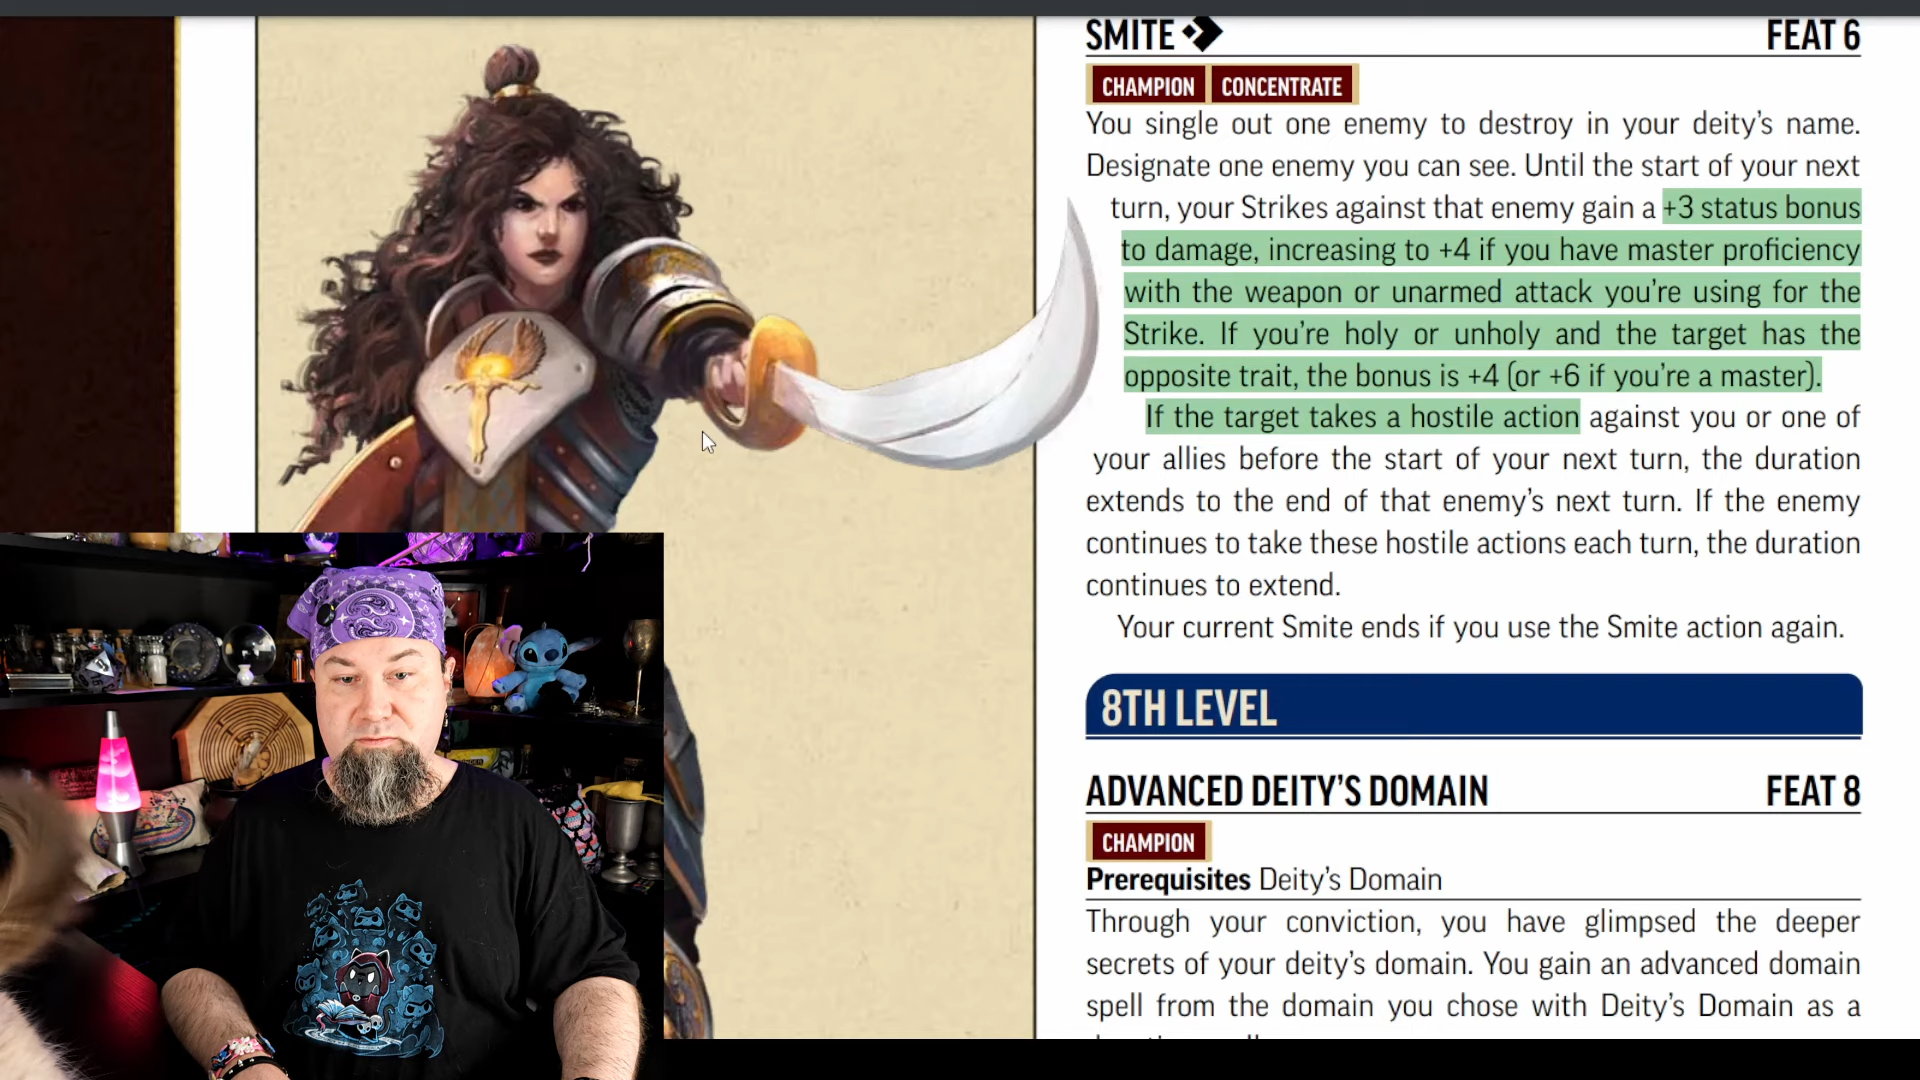 SMITE
FEAT 6
CHAMPION
CONCENTRATE
You single out one enemy to destroy in your deity's name.
Designate one enemy you can see. Until the start of your next
turn, your Strikes against that enemy gain a +3 status bonus
to damage, increasing to +4 if you have master proficiency
with the weapon or unarmed attack you're using for the
Strike. If you're holy or unholy and the target has the
opposite trait, the bonus is +4 (or +6 if you're a master).
If the target takes a hostile action against you or one of
your allies before the start of your next turn, the duration
extends to the end of that enemy's next turn. If the enemy
continues to take these hostile actions each turn, the duration
continues to extend.
Your current Smite ends if you use the Smite action again.
8TH LEVEL
ADVANCED DEITY'S DOMAIN
FEAT 8
CHAMPION
Prerequisites Deity's Domain
Through your conviction, you have glimpsed the deeper
secrets of your deity's domain. You gain an advanced domain
spell from the domain you chose with Deity's Domain as a